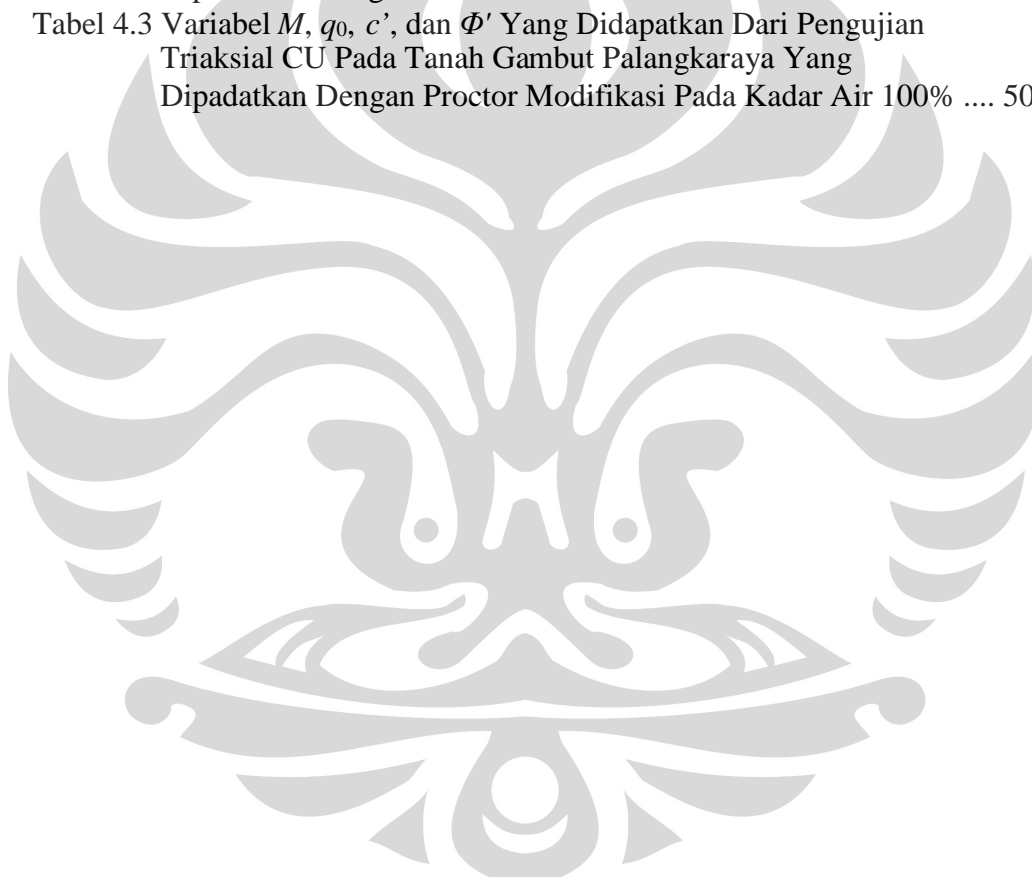 Tabel 4.3 Variabel M, q0, c’, dan Φ' Yang Didapatkan Dari Pengujian
Triaksial CU Pada Tanah Gambut Palangkaraya Yang
Dipadatkan Dengan Proctor Modifikasi Pada Kadar Air 100% .... 50